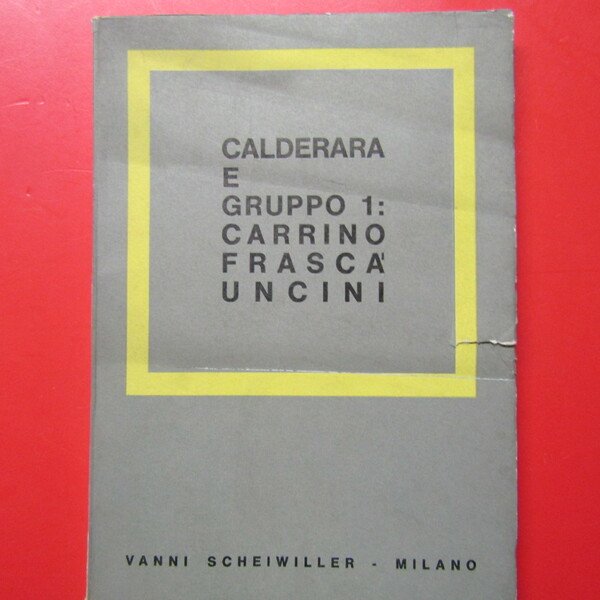 CALDERARA
E
GRUPPO 1:
CARRINO
FRASCA'
UNCINI
VANNI SCHEIWILLER - MILANO